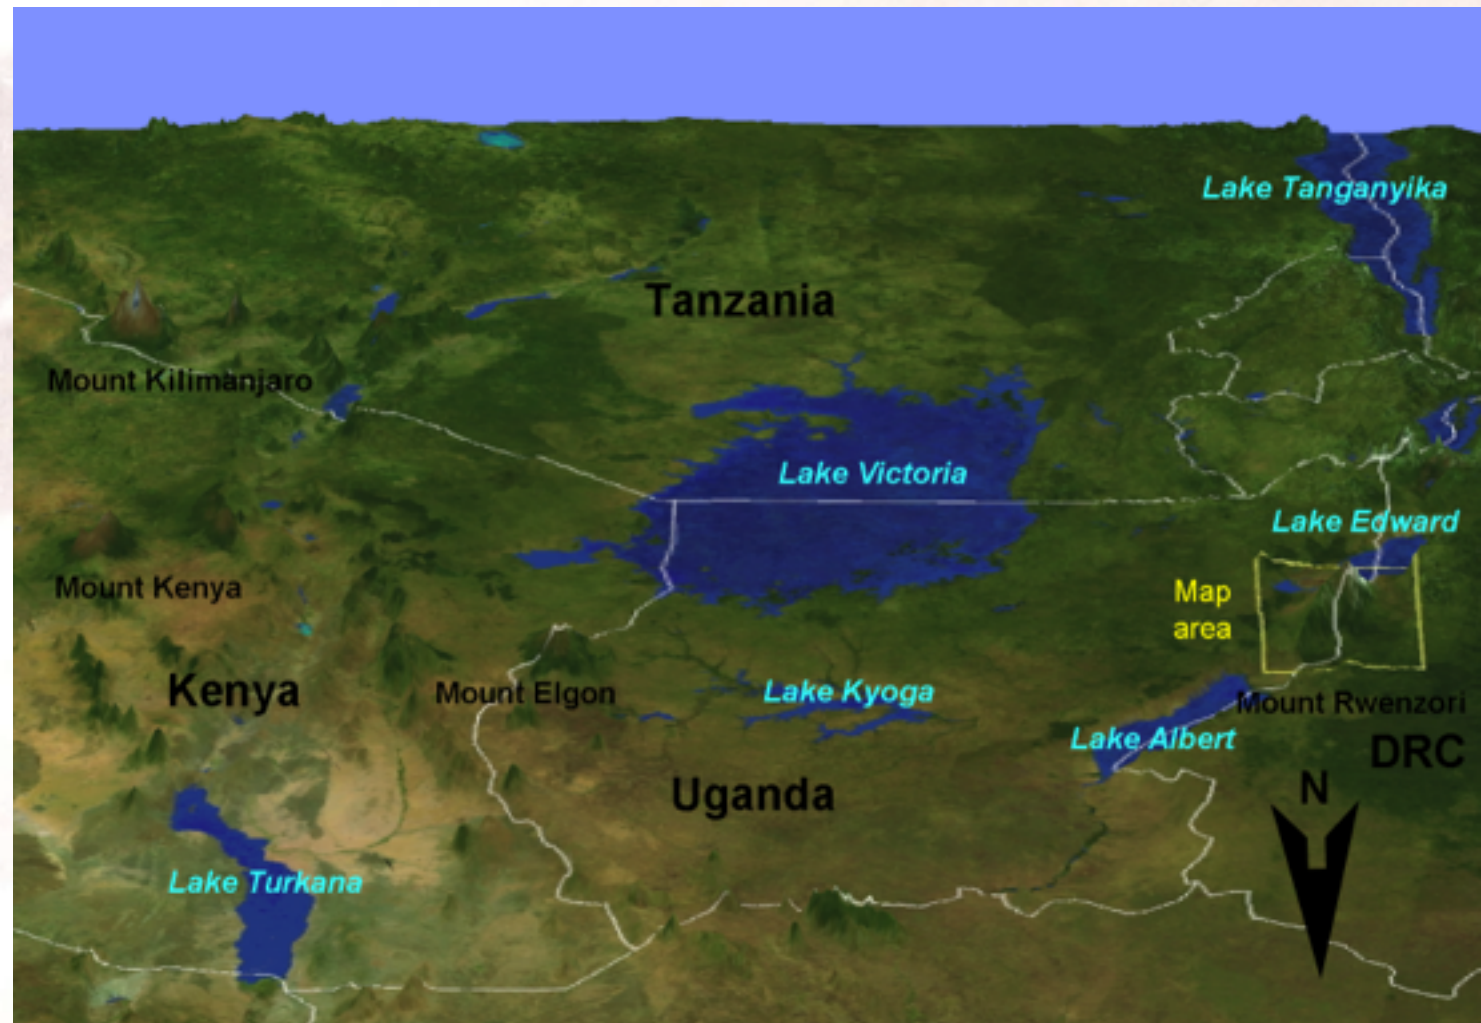 Lake Tanganyika
Tanzania
Mount Kilimanjaro
Lake Victoria
Lake Edward
Mount Kenya
Map
area
Kenya
Mount Elgon
Lake Kyoga
Mount Rwenzori
Lake Albert
DRC
Uganda
N
Lake Turkana